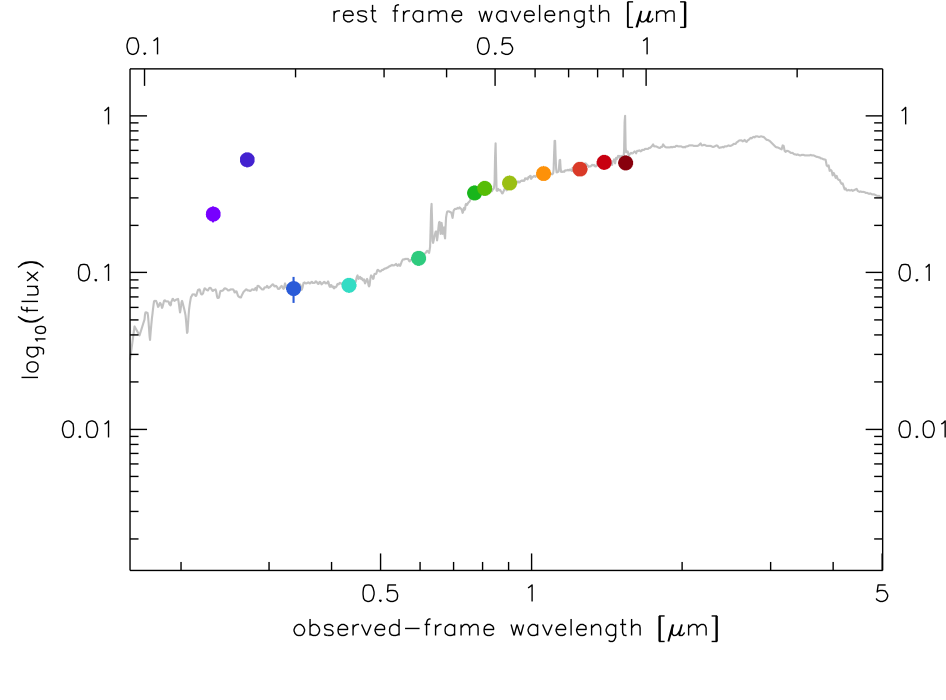 rest frame wavelength [μm]
0.1 0.5 1
1 1
0.1 0.1
0.01 0.01
log10(flux)
0.5 1 5
observed-frame wavelength [μm]